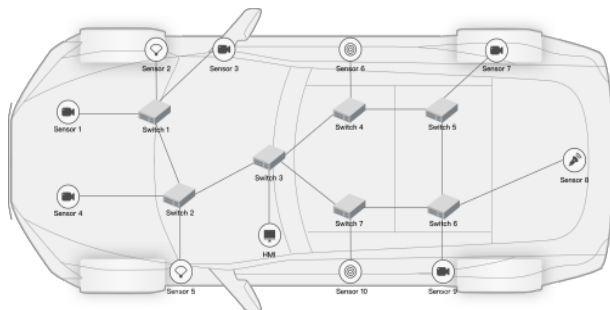 Sensor 2
Sensor 3
Sensor 6
Sensor 7
Sensor 1
Switch 1
Switch 4
Switch 5
Switch 3
Sensor 8
Sensor 4
Switch 2
Switch 7
Switch 6
HMI
Sensor 5
Sensor 10
Sensor 9